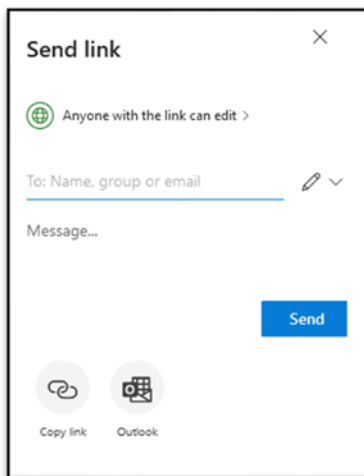 Send link
Anyone with the link can edit >
To: Name, group or email
Message...
Send
Copy link
Outlook